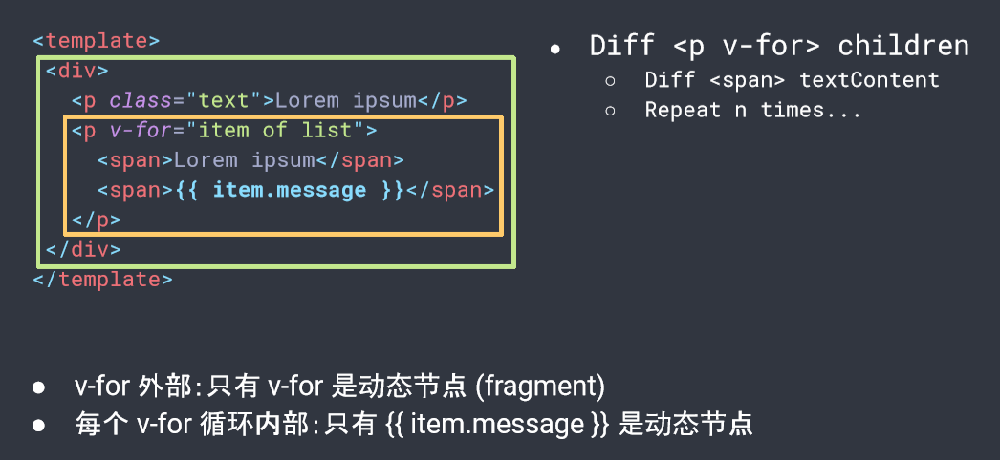 <template>
<div>
<p class="text">Lorem ipsum</p>
<p v-for="item of list">
<span>Lorem ipsum</span>
<span>{{ item.message }}</span>
</p>
</div>
</template>
● Diff <p v-for> children
○ Diff <span> textContent
○ Repeat n times...
● v-for 外部：只有 v-for 是动态节点 (fragment)
● 每个 v-for 循环内部：只有 {{ item.message }} 是动态节点